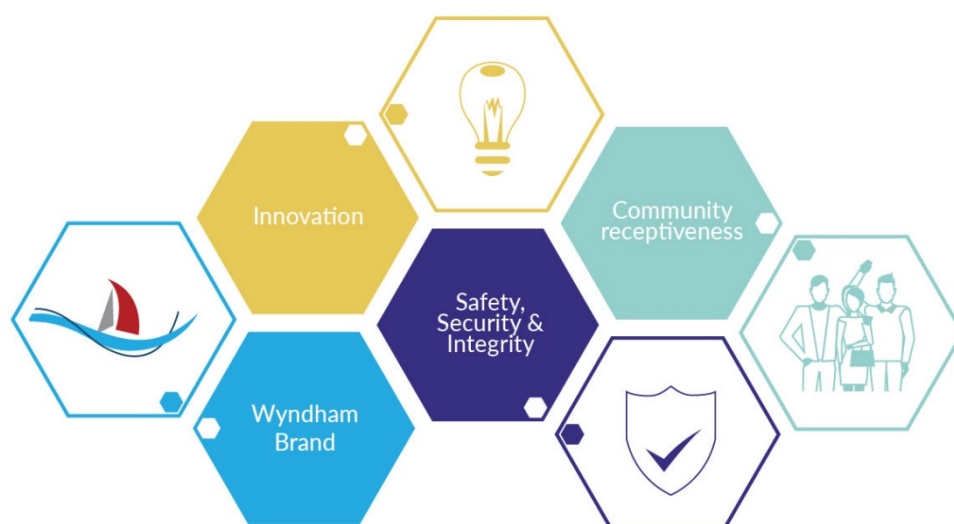 Innovation
Community
receptiveness
Safety,
Security &
Integrity
Wyndham
Brand